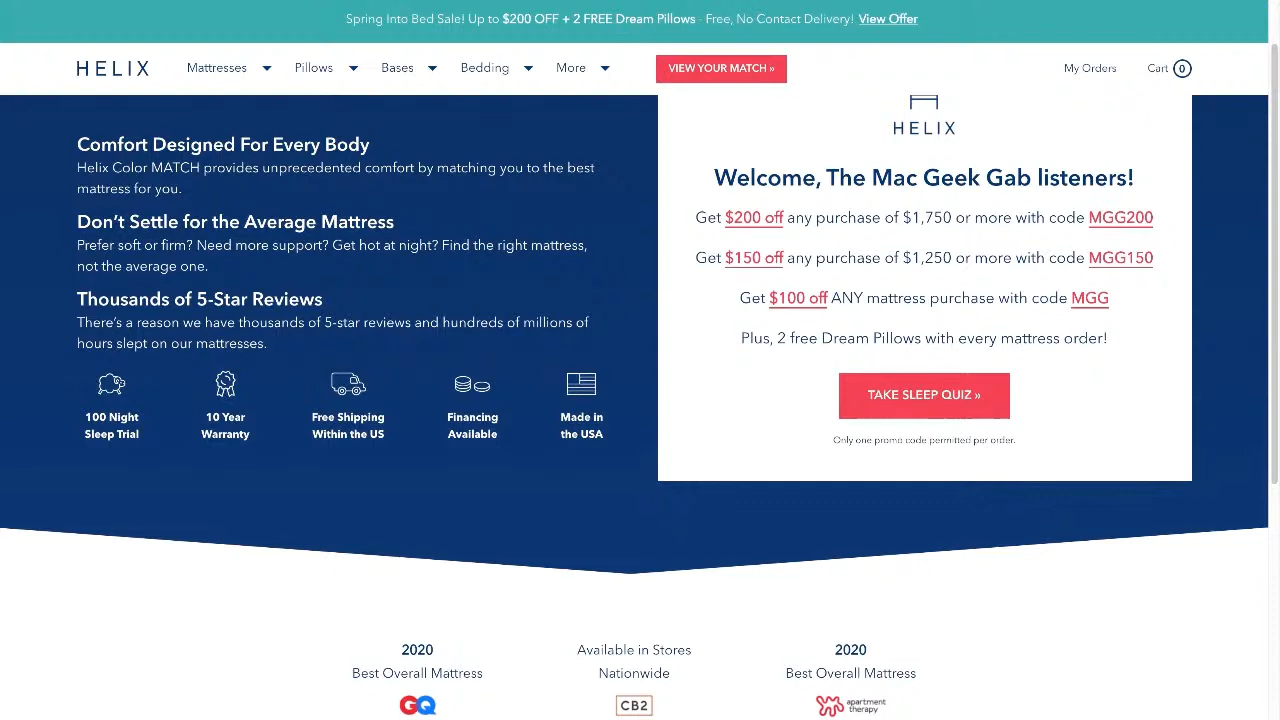 Spring Into Bed Sale! Up to $200 OFF + 2 FREE Dream Pillows - Free, No Contact Delivery! View Offer
HELIX Mattresses Pillows Bases Bedding More VIEW YOUR MATCH » My Orders Cart 0
Comfort Designed For Every Body
Helix Color MATCH provides unprecedented comfort by matching you to the best
mattress for you.
Don't Settle for the Average Mattress
Prefer soft or firm? Need more support? Get hot at night? Find the right mattress,
not the average one.
Thousands of 5-Star Reviews
There's a reason we have thousands of 5-star reviews and hundreds of millions of
hours slept on our mattresses.
100 Night
Sleep Trial
10 Year
Warranty
Free Shipping
Within the US
Financing
Available
Made in
the USA
HELIX
Welcome, The Mac Geek Gab listeners!
Get $200 off any purchase of $1,750 or more with code MGG200
Get $150 off any purchase of $1,250 or more with code MGG150
Get $100 off ANY mattress purchase with code MGG
Plus, 2 free Dream Pillows with every mattress order!
TAKE SLEEP QUIZ »
Only one promo code permitted per order.
2020
Best Overall Mattress
GQ
Available in Stores
Nationwide
CB2
2020
Best Overall Mattress
apartment
therapy